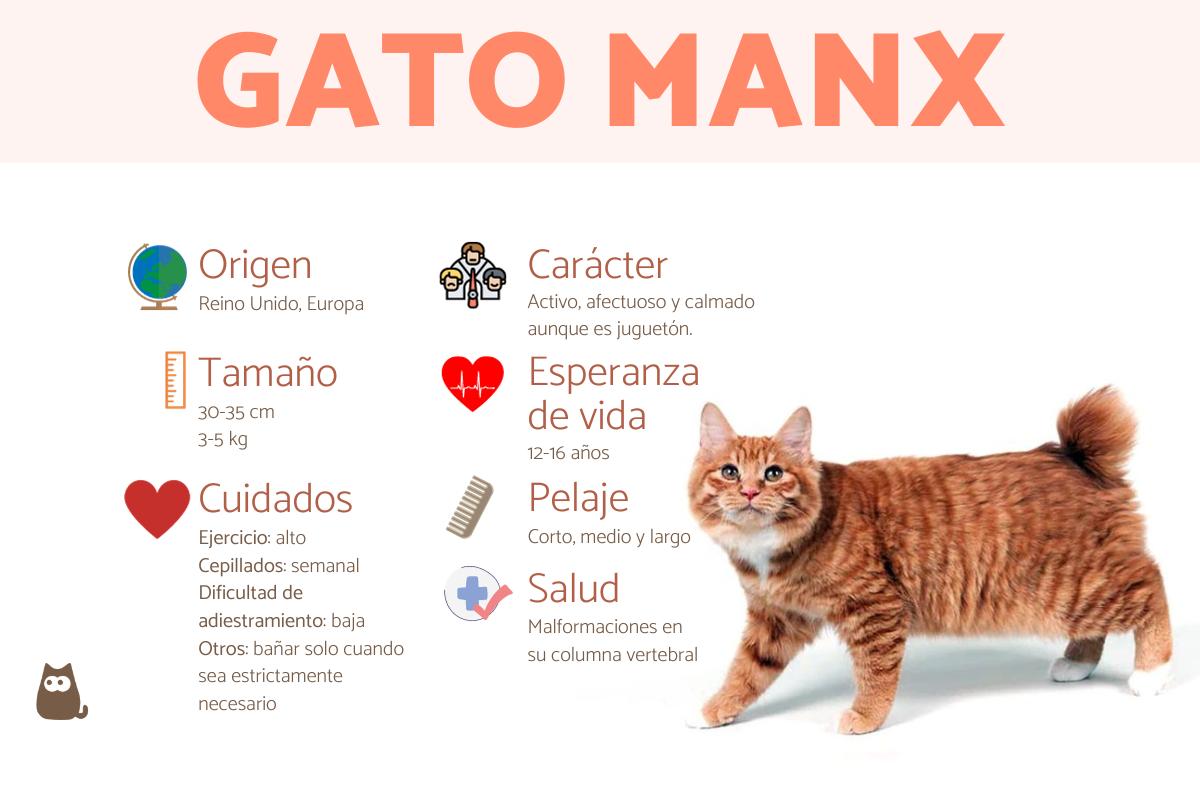 GATO MANX
Origen
Reino Unido, Europa
Tamaño
30-35 cm
3-5 kg
Cuidados
Ejercicio: alto
Cepillados: semanal
Dificultad de
adiestramiento: baja
Otros: bañar solo cuando
sea estrictamente
necesario
Carácter
Activo, afectuoso y calmado
aunque es juguetón.
Esperanza
de vida
12-16 años
Pelaje
Corto, medio y largo
Salud
Malformaciones en
su columna vertebral